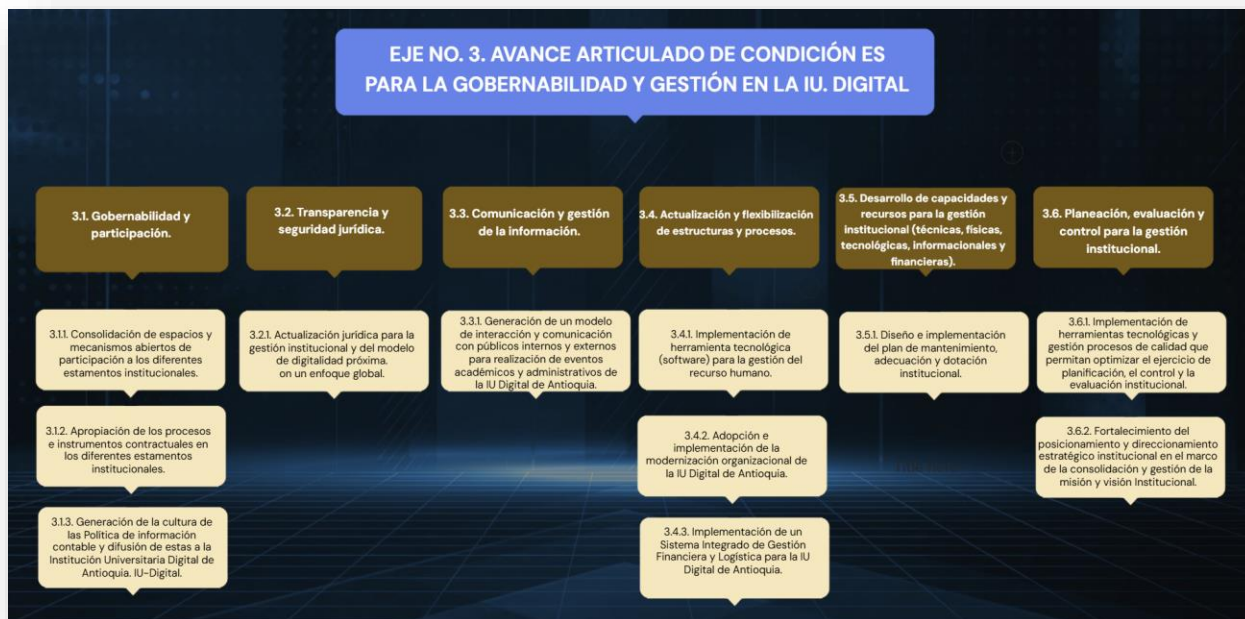 EJE NO. 3. AVANCE ARTICULADO DE CONDICIÓN ES
PARA LA GOBERNABILIDAD Y GESTIÓN EN LA IU. DIGITAL
3.1. Gobernabilidad y
participación.
3.2. Transparencia y
seguridad jurídica.
3.3. Comunicación y gestión
de la información.
3.4. Actualización y flexibilización
de estructuras y procesos.
3.5. Desarrollo de capacidades y
recursos para la gestión
institucional (técnicas, físicas,
tecnológicas, informacionales y
financieras).
3.6. Planeación, evaluación y
control para la gestión
institucional.
3.1.1. Consolidación de espacios y
mecanismos abiertos de
participación a los diferentes
estamentos institucionales.
3.2.1. Actualización jurídica para la
gestión institucional y del modelo
de digitalidad próxima.
on un enfoque global.
3.3.1. Generación de un modelo
de interacción y comunicación
con públicos internos y externos
para realización de eventos
académicos y administrativos de
la IU Digital de Antioquia.
3.4.1. Implementación de
herramienta tecnológica
(software) para la gestión del
recurso humano.
3.5.1. Diseño e implementación
del plan de mantenimiento,
adecuación y dotación
institucional.
3.6.1. Implementación de
herramientas tecnológicas y
gestión procesos de calidad que
permitan optimizar el ejercicio de
planificación, el control y la
evaluación institucional.
3.1.2. Apropiación de los procesos
e instrumentos contractuales en
los diferentes estamentos
institucionales.
3.4.2. Adopción e
implementación de la
modernización organizacional de
la IU Digital de Antioquia.
3.6.2. Fortalecimiento del
posicionamiento y direccionamiento
estratégico institucional en el marco
de la consolidación y gestión de la
misión y visión Institucional.
3.1.3. Generación de la cultura de
las Política de información
contable y difusión de estas a la
Institución Universitaria Digital de
Antioquia. IU-Digital.
3.4.3. Implementación de un
Sistema Integrado de Gestión
Financiera y Logística para la IU
Digital de Antioquia.